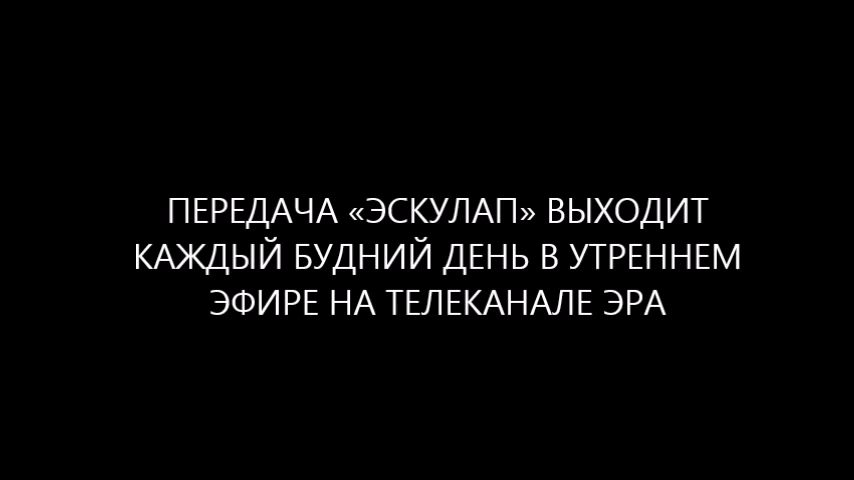 ПЕРЕДАЧА «ЭСКУЛАП» ВЫХОДИТ
КАЖДЫЙ БУДНИЙ ДЕНЬ В УТРЕННЕМ
ЭФИРЕ НА ТЕЛЕКАНАЛЕ ЭРА